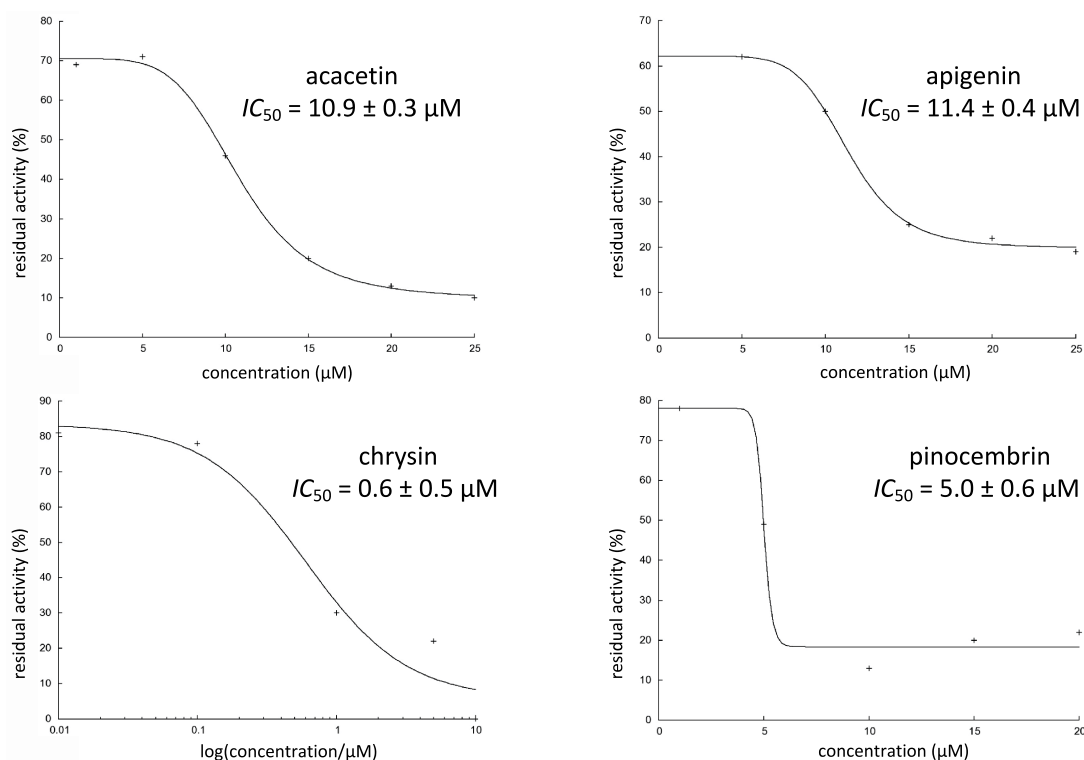 acacetin
IC50 = 10.9 ± 0.3 µM
residual activity (%)
80
70
60
50
40
30
20
10
0
0 5 10 15 20 25
concentration (µM)
apigenin
IC50 = 11.4 ± 0.4 µM
residual activity (%)
70
60
50
40
30
20
10
0
0 5 10 15 20 25
concentration (µM)
chrysin
IC50 = 0.6 ± 0.5 µM
residual activity (%)
90
80
70
60
50
40
30
20
10
0
0.01 0.1 1 10
log(concentration/µM)
pinocembrin
IC50 = 5.0 ± 0.6 µM
residual activity (%)
80
70
60
50
40
30
20
10
0
0 5 10 15 20
concentration (µM)